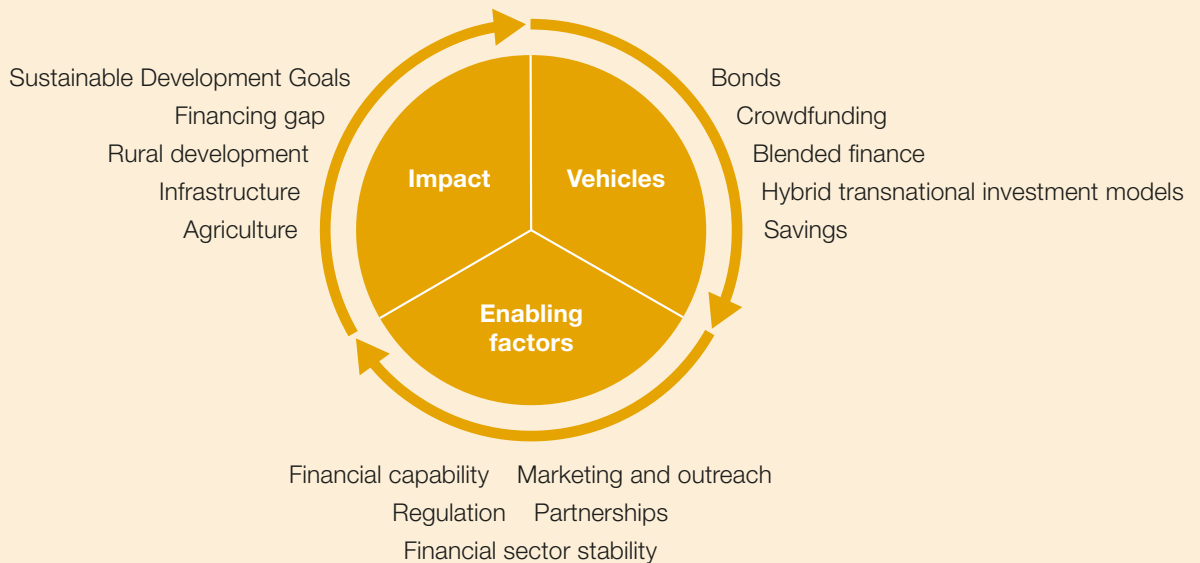 Sustainable Development Goals
Financing gap
Rural development
Infrastructure
Agriculture
Impact
Vehicles
Bonds
Crowdfunding
Blended finance
Hybrid transnational investment models
Savings
Enabling
factors
Financial capability Marketing and outreach
Regulation Partnerships
Financial sector stability